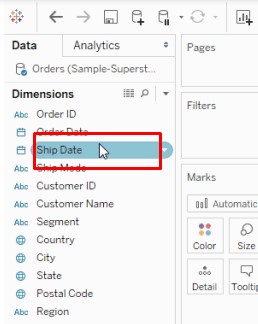 Data
Analytics
Pages
Orders (Sample-Superst...
Dimensions
Filters
Abc Order ID
Order Date
Ship Date
Abc Ship Mode
Abc Customer ID
Abc Customer Name
Abc Segment
Country
City
State
Postal Code
Abc Region
Marks
Automatic
Color
Size
Detail
Tooltip